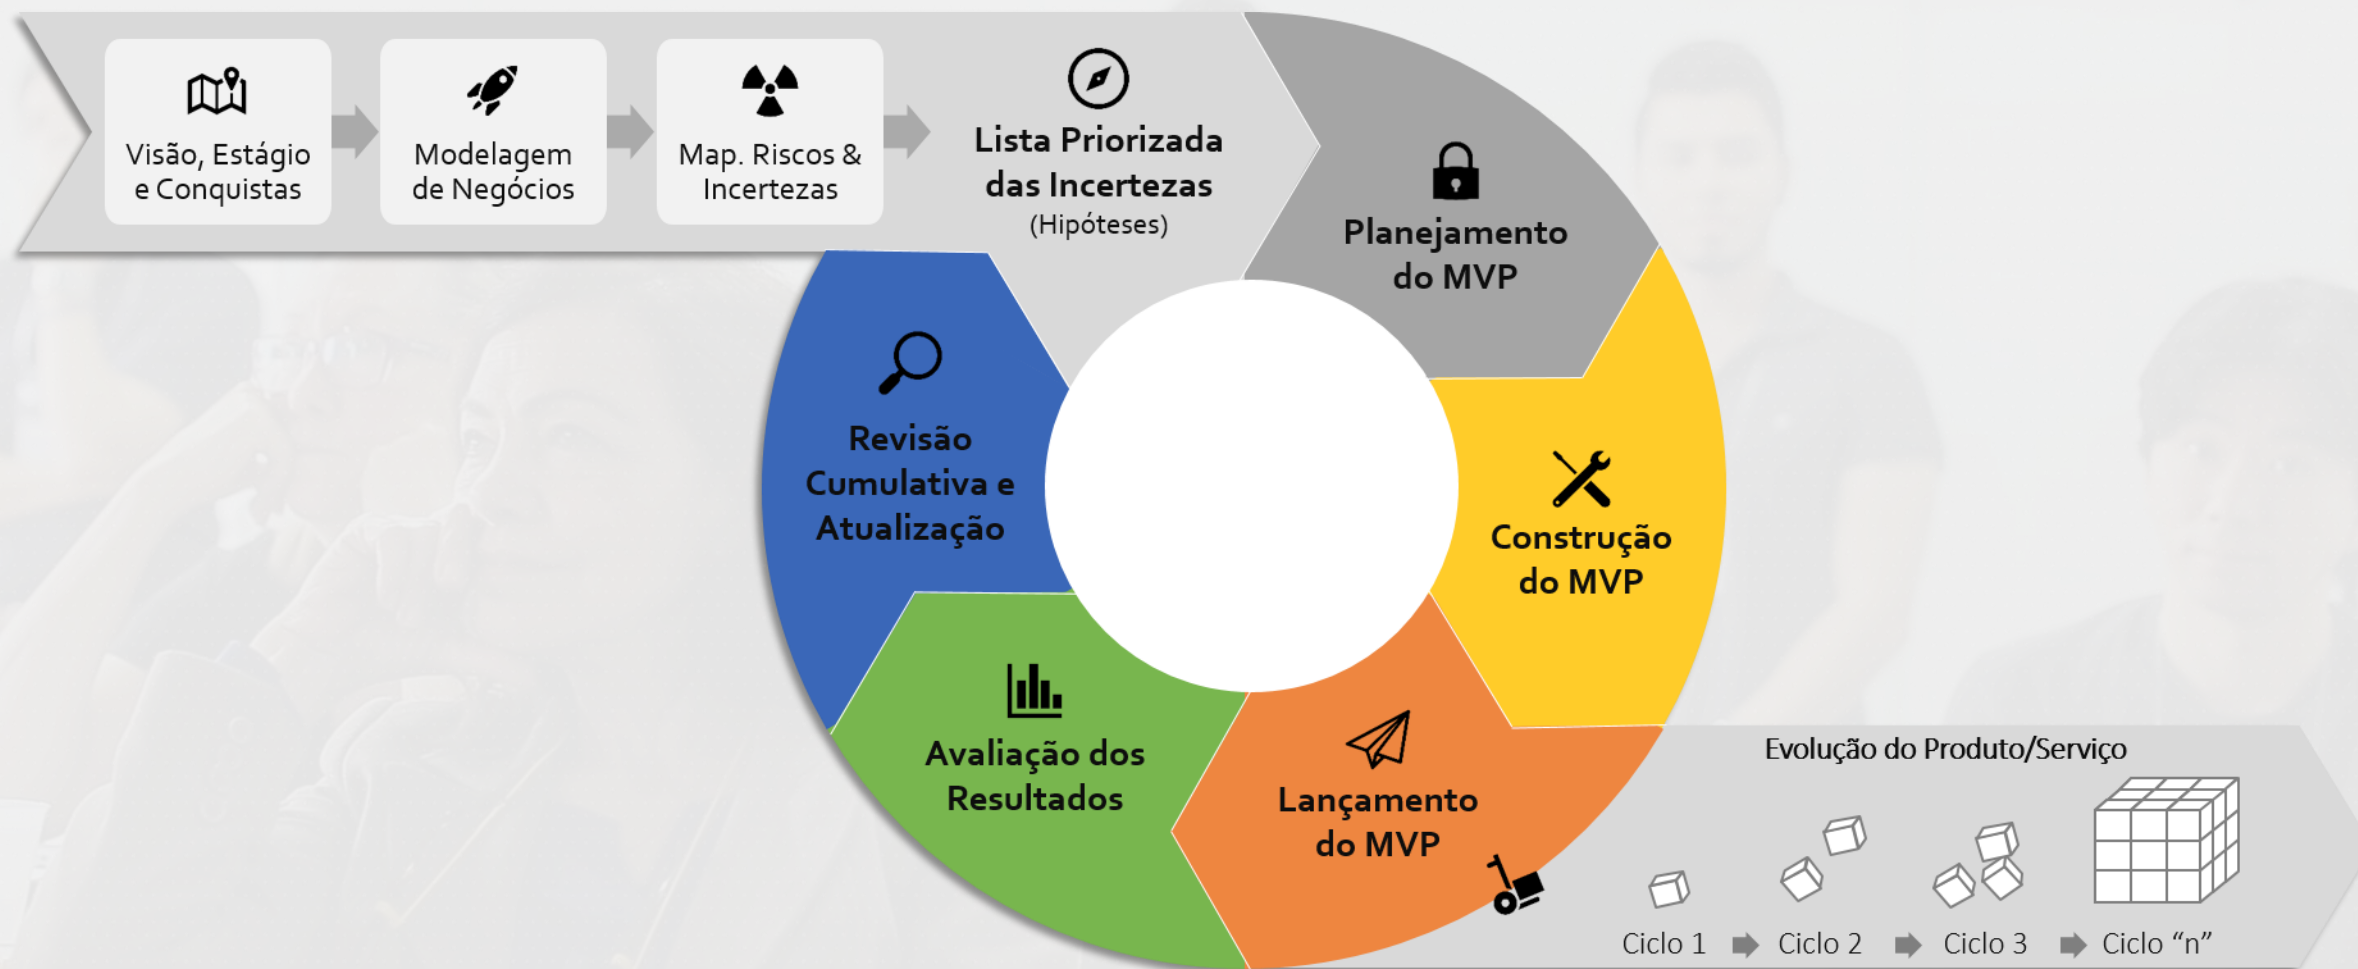 Visão, Estágio
e Conquistas
Modelagem
de Negócios
Map. Riscos &
Incertezas
Lista Priorizada
das Incertezas
(Hipóteses)
Planejamento
do MVP
Construção
do MVP
Lançamento
do MVP
Avaliação dos
Resultados
Revisão
Cumulativa e
Atualização
Evolução do Produto/Serviço
Ciclo 1
Ciclo 2
Ciclo 3
Ciclo “n”